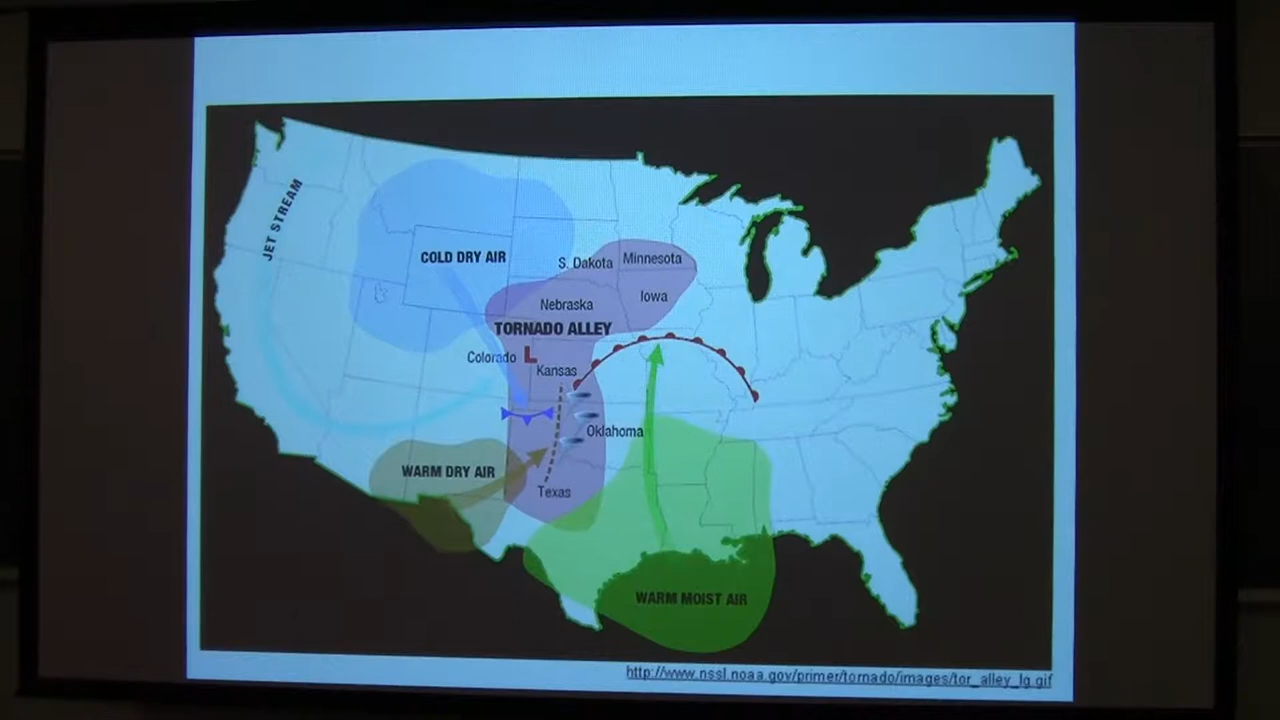 JET STREAM
COLD DRY AIR
S. Dakota
Minnesota
Nebraska
Iowa
TORNADO ALLEY
Colorado
L
Kansas
Oklahoma
WARM DRY AIR
Texas
WARM MOIST AIR
http://www.nssl.noaa.gov/primer/tornado/images/tor_alley_lg.gif